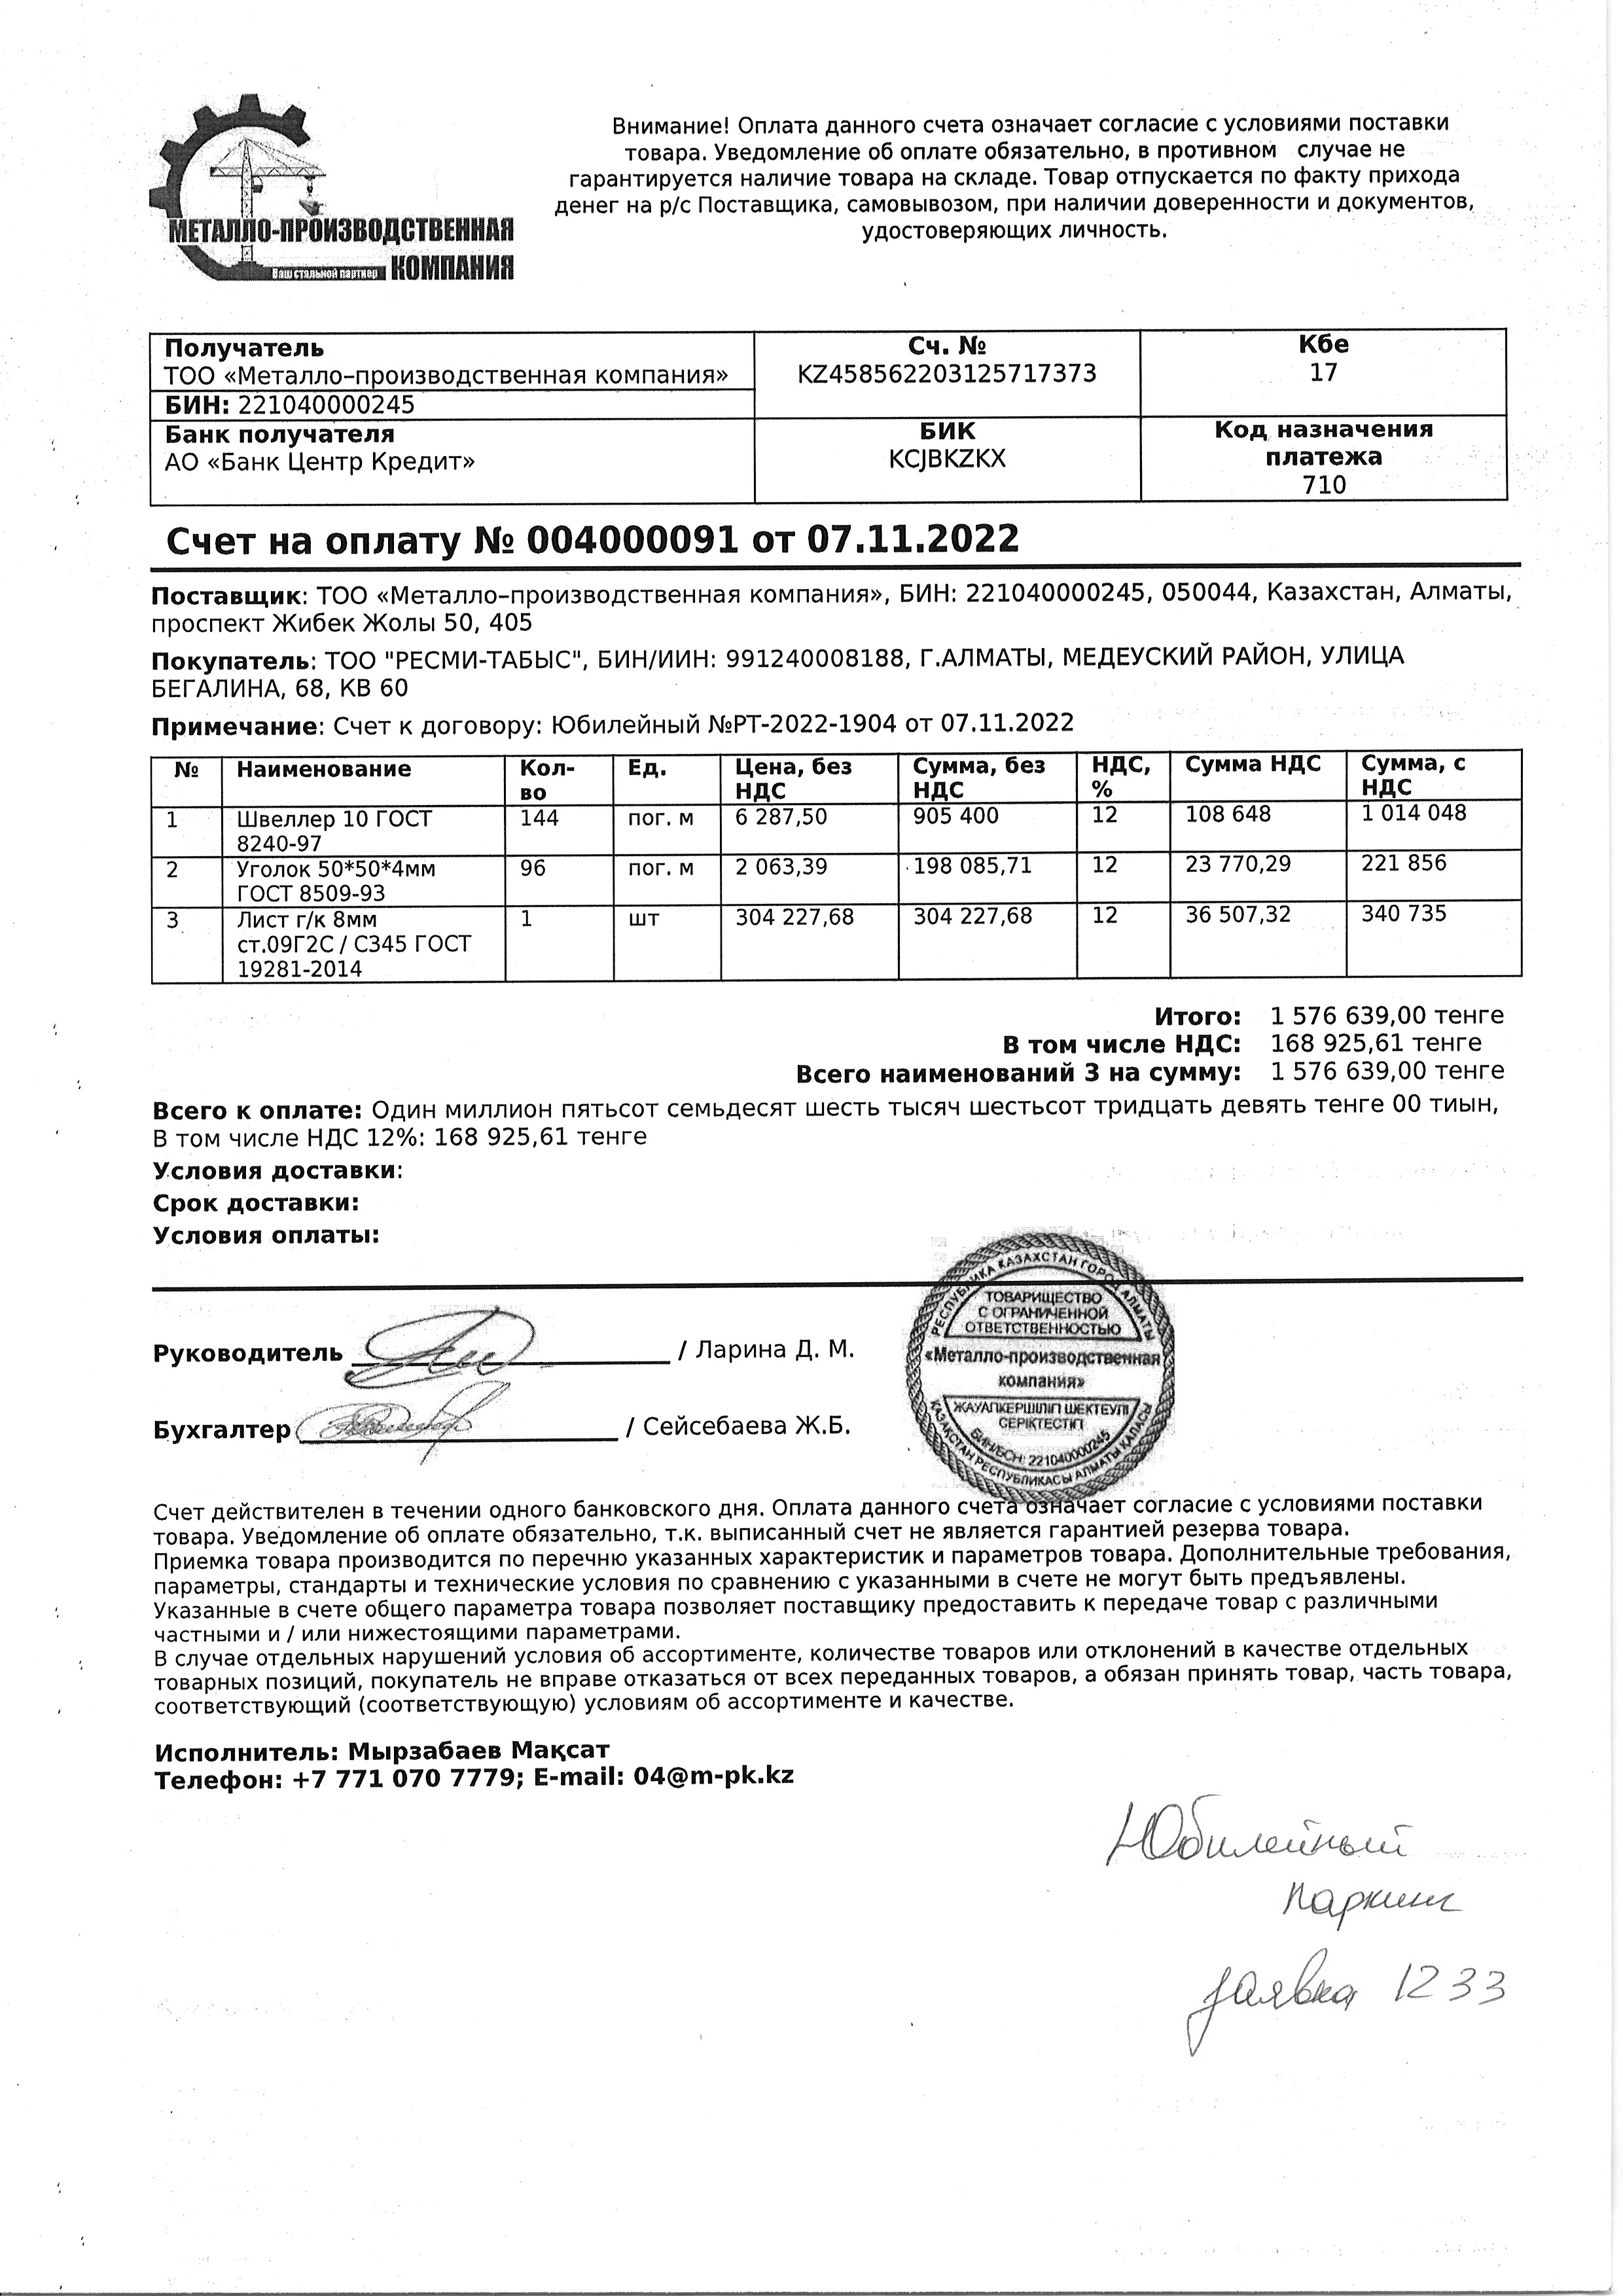 МЕТАЛЛО-ПРОИЗВОДСТВЕННАЯ
Ваш стальной партнер КОМПАНИЯ
Внимание! Оплата данного счета означает согласие с условиями поставки
товара. Уведомление об оплате обязательно, в противном случае не
гарантируется наличие товара на складе. Товар отпускается по факту прихода
денег на р/с Поставщика, самовывозом, при наличии доверенности и документов,
удостоверяющих личность.
Получатель
ТОО «Металло–производственная компания»
БИН: 221040000245
Сч. №
KZ458562203125717373
Кбе
17
Банк получателя
АО «Банк Центр Кредит»
БИК
KCJBKZKX
Код назначения
платежа
710
Счет на оплату № 004000091 от 07.11.2022
Поставщик: ТОО «Металло–производственная компания», БИН: 221040000245, 050044, Казахстан, Алматы,
проспект Жибек Жолы 50, 405
Покупатель: ТОО "РЕСМИ-ТАБЫС", БИН/ИИН: 991240008188, Г.АЛМАТЫ, МЕДЕУСКИЙ РАЙОН, УЛИЦА
БЕГАЛИНА, 68, КВ 60
Примечание: Счет к договору: Юбилейный №РТ-2022-1904 от 07.11.2022
№ Наименование Кол-во Ед. Цена, без НДС Сумма, без НДС НДС, % Сумма НДС Сумма, с НДС
1 Швеллер 10 ГОСТ 144 пог. м 6 287,50 905 400 12 108 648 1 014 048
8240-97
2 Уголок 50*50*4мм 96 пог. м 2 063,39 198 085,71 12 23 770,29 221 856
ГОСТ 8509-93
3 Лист г/к 8мм 1 шт 304 227,68 304 227,68 12 36 507,32 340 735
ст.09Г2С / С345 ГОСТ
19281-2014
Итого: 1 576 639,00 тенге
В том числе НДС: 168 925,61 тенге
Всего наименований 3 на сумму: 1 576 639,00 тенге
Всего к оплате: Один миллион пятьсот семьдесят шесть тысяч шестьсот тридцать девять тенге 00 тиын,
В том числе НДС 12%: 168 925,61 тенге
Условия доставки:
Срок доставки:
Условия оплаты:
РЕСПУБЛИКА КАЗАХСТАН ГОРОД АЛМАТЫ
ТОВАРИЩЕСТВО
С ОГРАНИЧЕННОЙ
ОТВЕТСТВЕННОСТЬЮ
«Металло-производственная
компания»
ЖАУАПКЕРШІЛІГІ ШЕКТЕУЛІ
СЕРІКТЕСТІГІ
БИН/БСН: 221040000245
ҚАЗАҚСТАН РЕСПУБЛИКАСЫ АЛМАТЫ ҚАЛАСЫ
Руководитель / Ларина Д. М.
Бухгалтер / Сейсебаева Ж.Б.
Счет действителен в течении одного банковского дня. Оплата данного счета означает согласие с условиями поставки
товара. Уведомление об оплате обязательно, т.к. выписанный счет не является гарантией резерва товара.
Приемка товара производится по перечню указанных характеристик и параметров товара. Дополнительные требования,
параметры, стандарты и технические условия по сравнению с указанными в счете не могут быть предъявлены.
Указанные в счете общего параметра товара позволяет поставщику предоставить к передаче товар с различными
частными и / или нижестоящими параметрами.
В случае отдельных нарушений условия об ассортименте, количестве товаров или отклонений в качестве отдельных
товарных позиций, покупатель не вправе отказаться от всех переданных товаров, а обязан принять товар, часть товара,
соответствующий (соответствующую) условиям об ассортименте и качестве.
Исполнитель: Мырзабаев Мақсат
Телефон: +7 771 070 7779; E-mail: 04@m-pk.kz
Юбилейный
паркинг
заявка 1233